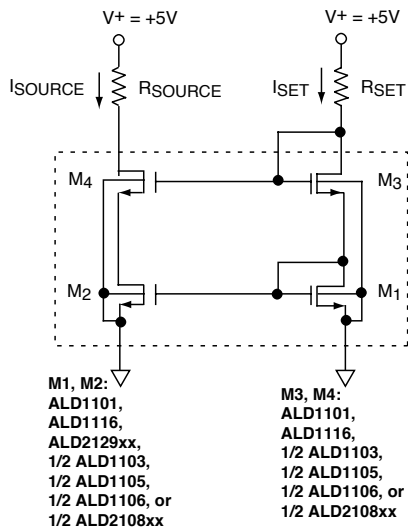 V+ = +5V
V+ = +5V
ISOURCE
RSOURCE
ISET
RSET
M4
M3
M2
M1
M1, M2:
ALD1101,
ALD1116,
ALD2129xx,
1/2 ALD1103,
1/2 ALD1105,
1/2 ALD1106, or
1/2 ALD2108xx
M3, M4:
ALD1101,
ALD1116,
1/2 ALD1103,
1/2 ALD1105,
1/2 ALD1106, or
1/2 ALD2108xx